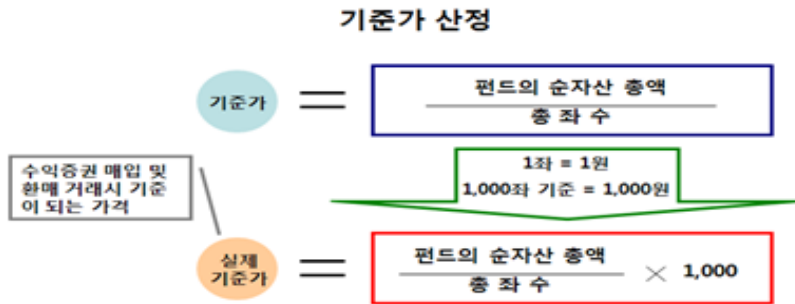 기준가 산정
기준가
펀드의 순자산 총액
총 좌 수
1좌 = 1원
1,000좌 기준 = 1,000원
수익증권 매입 및
환매 거래시 기준
이 되는 가격
실제
기준가
펀드의 순자산 총액
총 좌 수
× 1,000